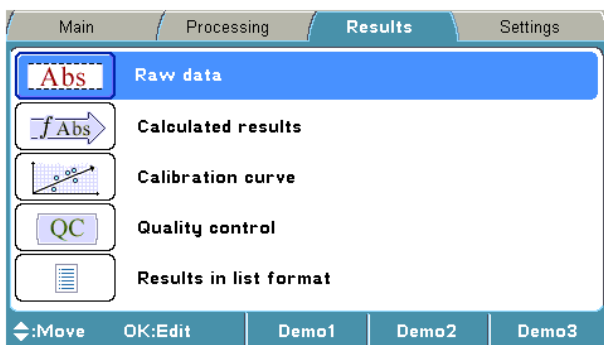 Main Processing Results Settings
Abs Raw data
f Abs Calculated results
Calibration curve
QC Quality control
Results in list format
:Move OK:Edit Demo1 Demo2 Demo3